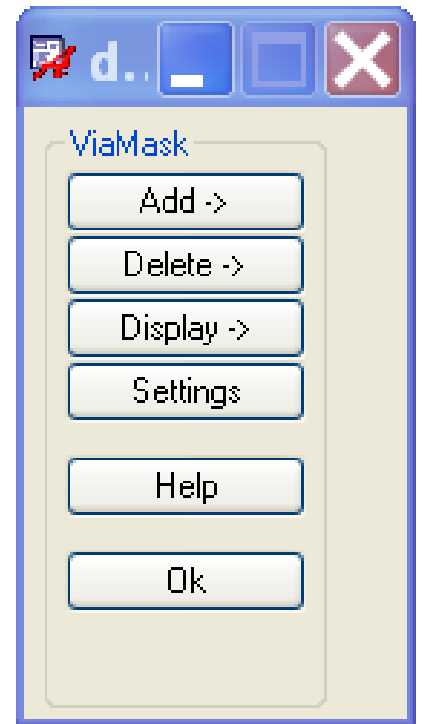 d..
ViaMask
Add ->
Delete ->
Display ->
Settings
Help
Ok